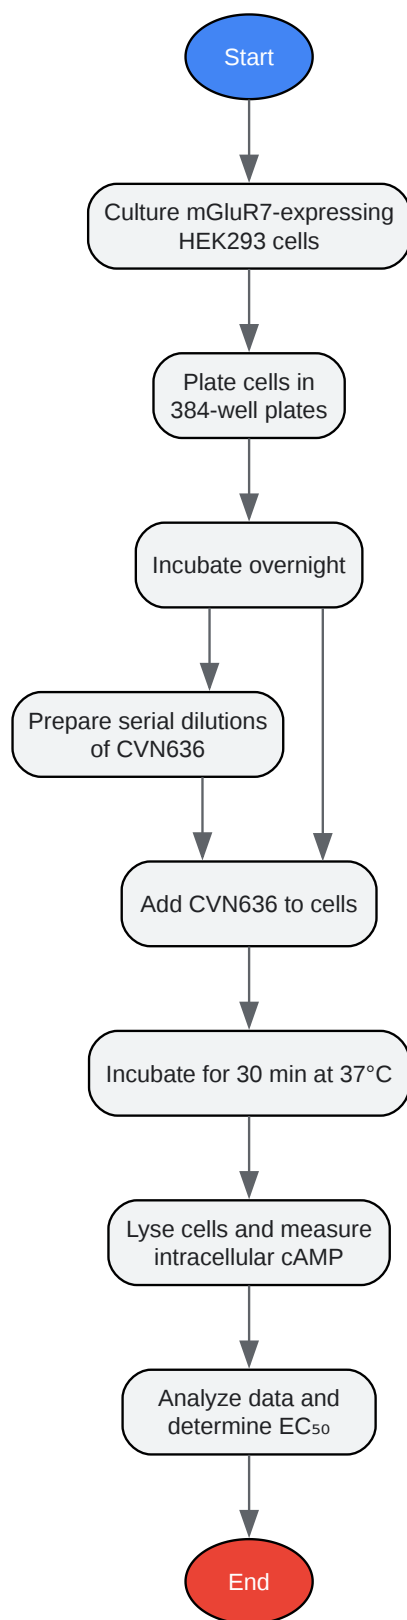 Start
Culture mGluR7-expressing
HEK293 cells
Plate cells in
384-well plates
Incubate overnight
Prepare serial dilutions
of CVN636
Add CVN636 to cells
Incubate for 30 min at 37°C
Lyse cells and measure
intracellular cAMP
Analyze data and
determine EC₅₀
End